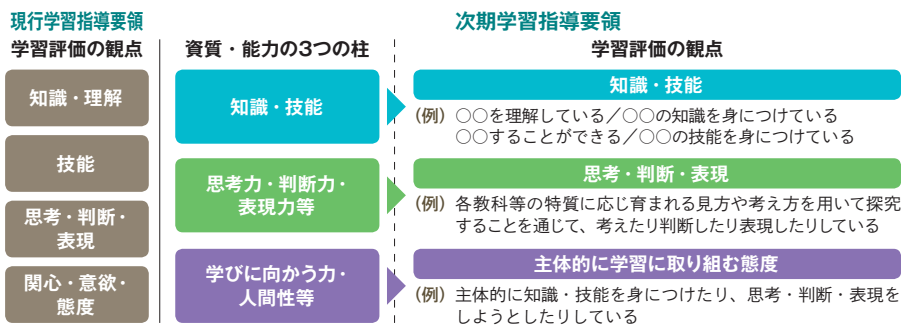 現行学習指導要領
学習評価の観点
知識・理解
技能
思考・判断・
表現
関心・意欲・
態度
資質・能力の3つの柱
知識・技能
思考力・判断力・
表現力等
学びに向かう力・
人間性等
次期学習指導要領
学習評価の観点
知識・技能
(例) ○○を理解している／○○の知識を身につけている
○○することができる／○○の技能を身につけている
思考・判断・表現
(例) 各教科等の特質に応じ育まれる見方や考え方を用いて探究
することを通じて、考えたり判断したり表現したりしている
主体的に学習に取り組む態度
(例) 主体的に知識・技能を身につけたり、思考・判断・表現を
しようとしたりしている